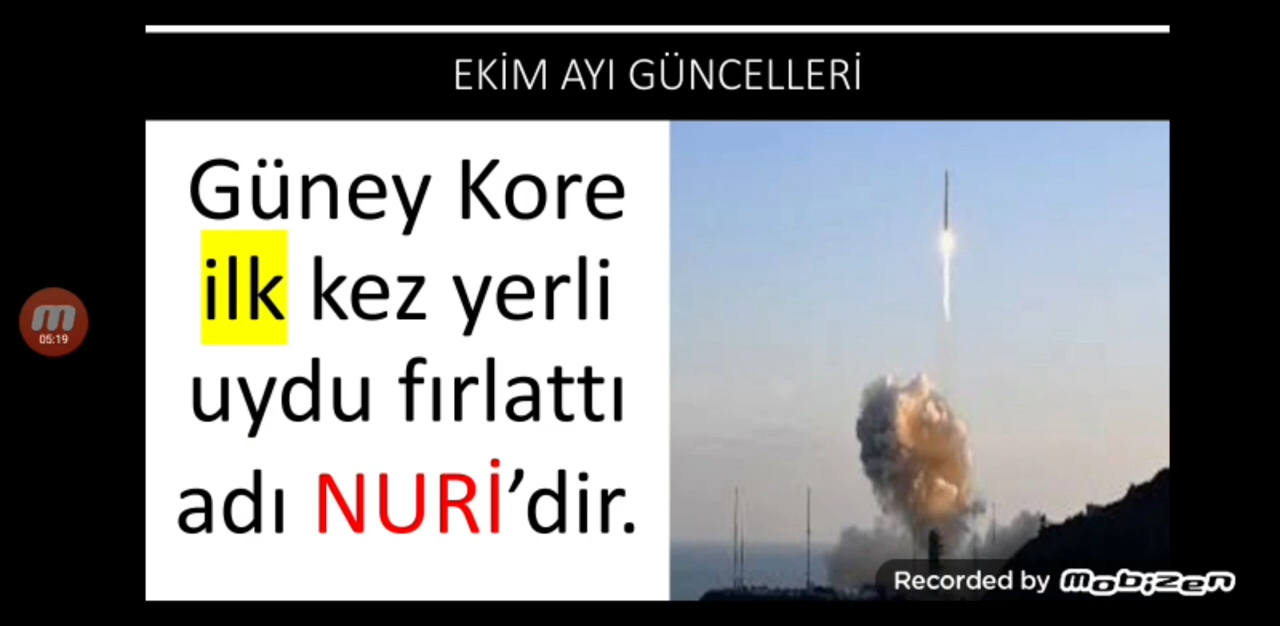 EKİM AYI GÜNCELLERİ
Güney Kore
ilk kez yerli
uydu fırlattı
adı NURİ’dir.
m
05:19
Recorded by mobizen